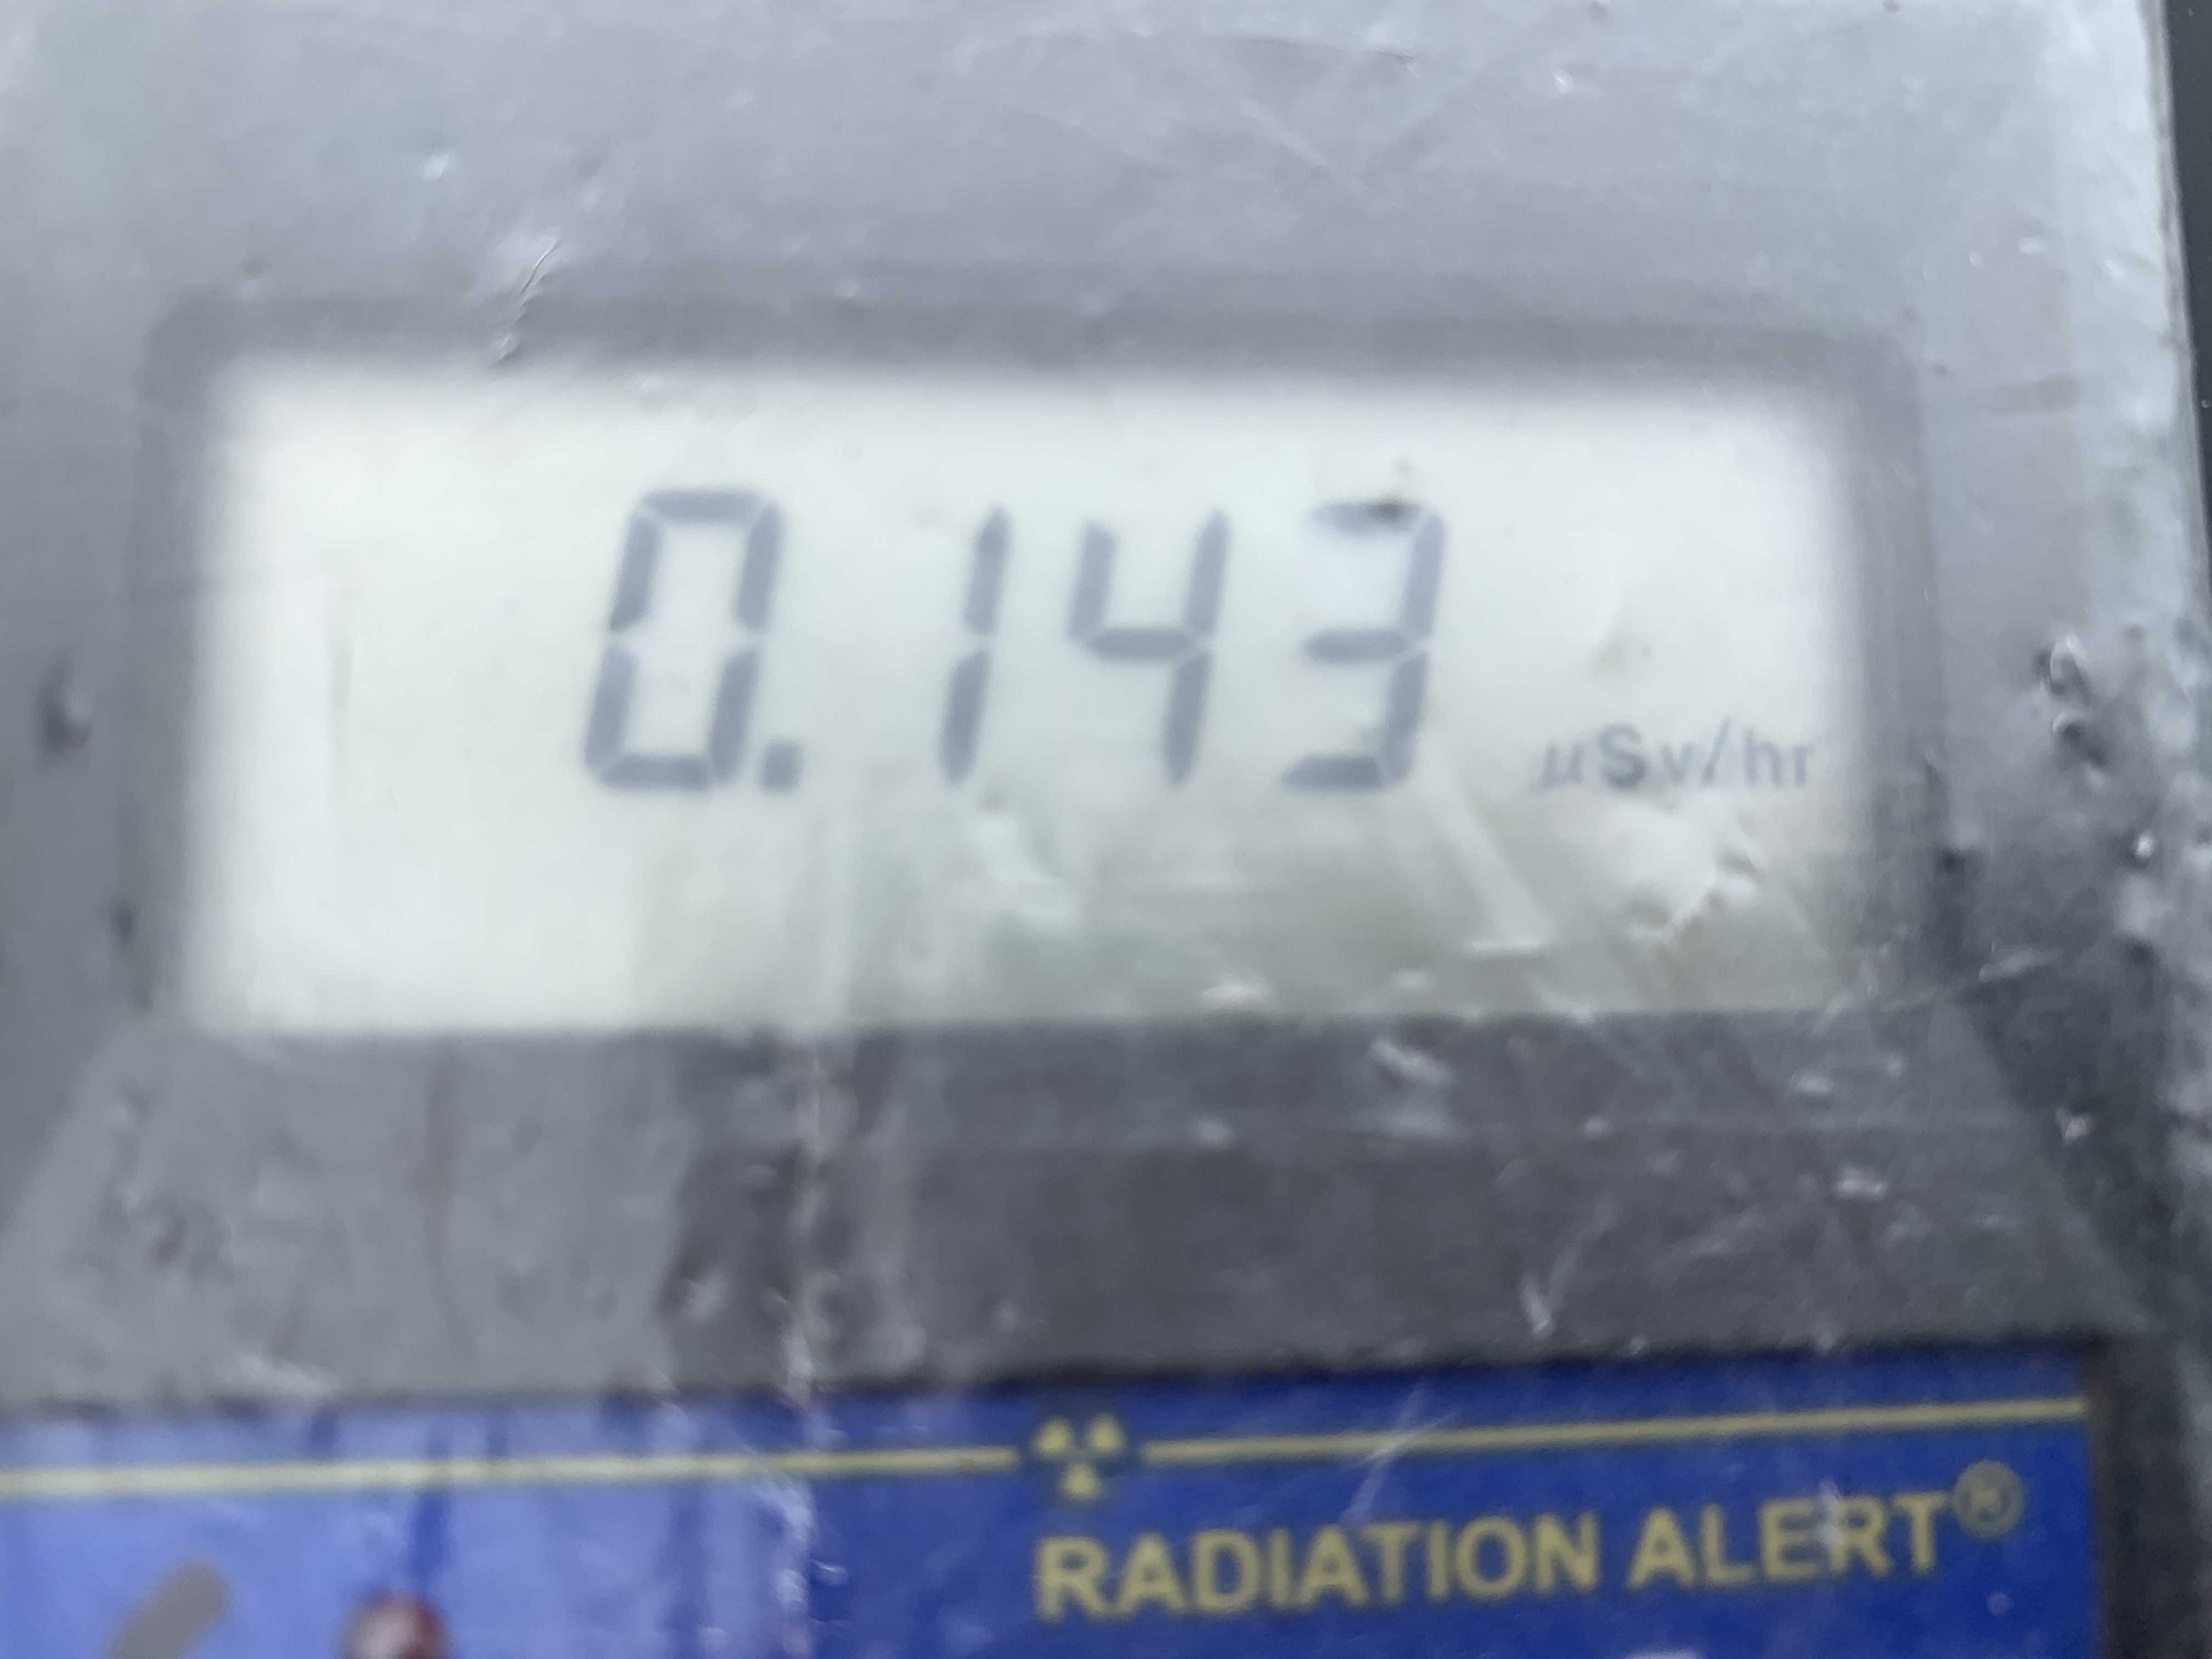 0.143 μSv/hr
RADIATION ALERT®